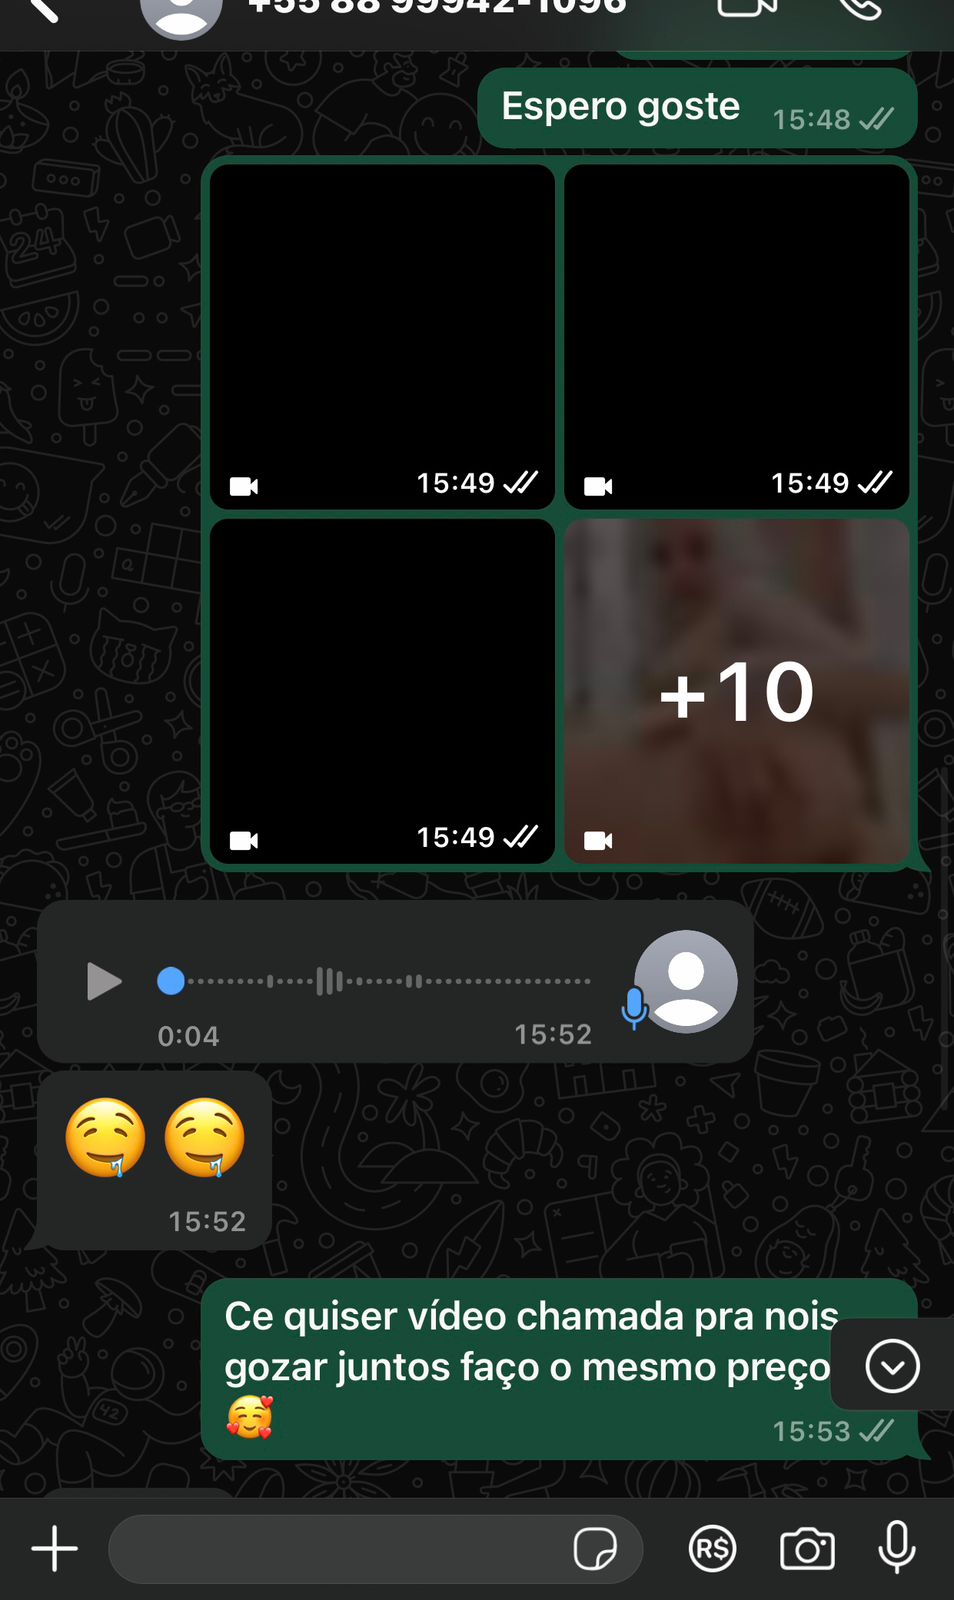 +55 88 99942-1096
Espero goste
15:48
15:49
15:49
15:49
+10
0:04
15:52
15:52
Ce quiser vídeo chamada pra nois
gozar juntos faço o mesmo preço
15:53
R$